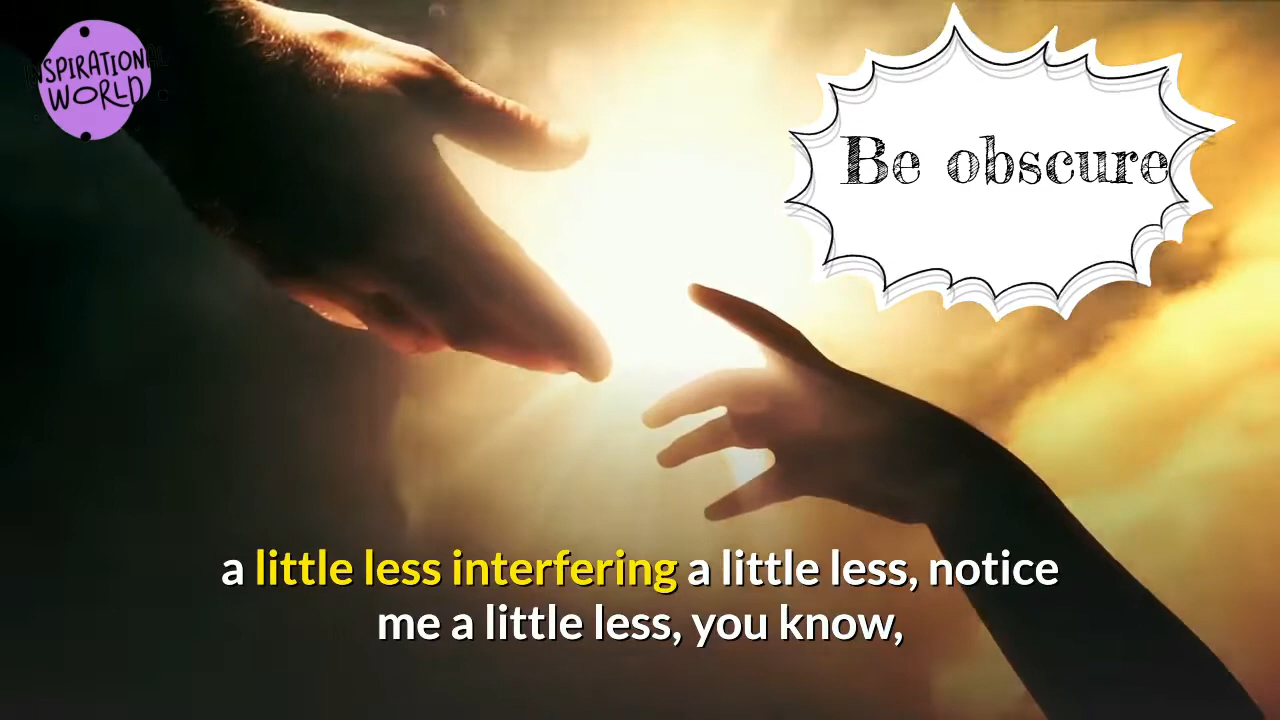 INSPIRATIONAL
WORLD
Be obscure
a little less interfering a little less, notice
me a little less, you know,